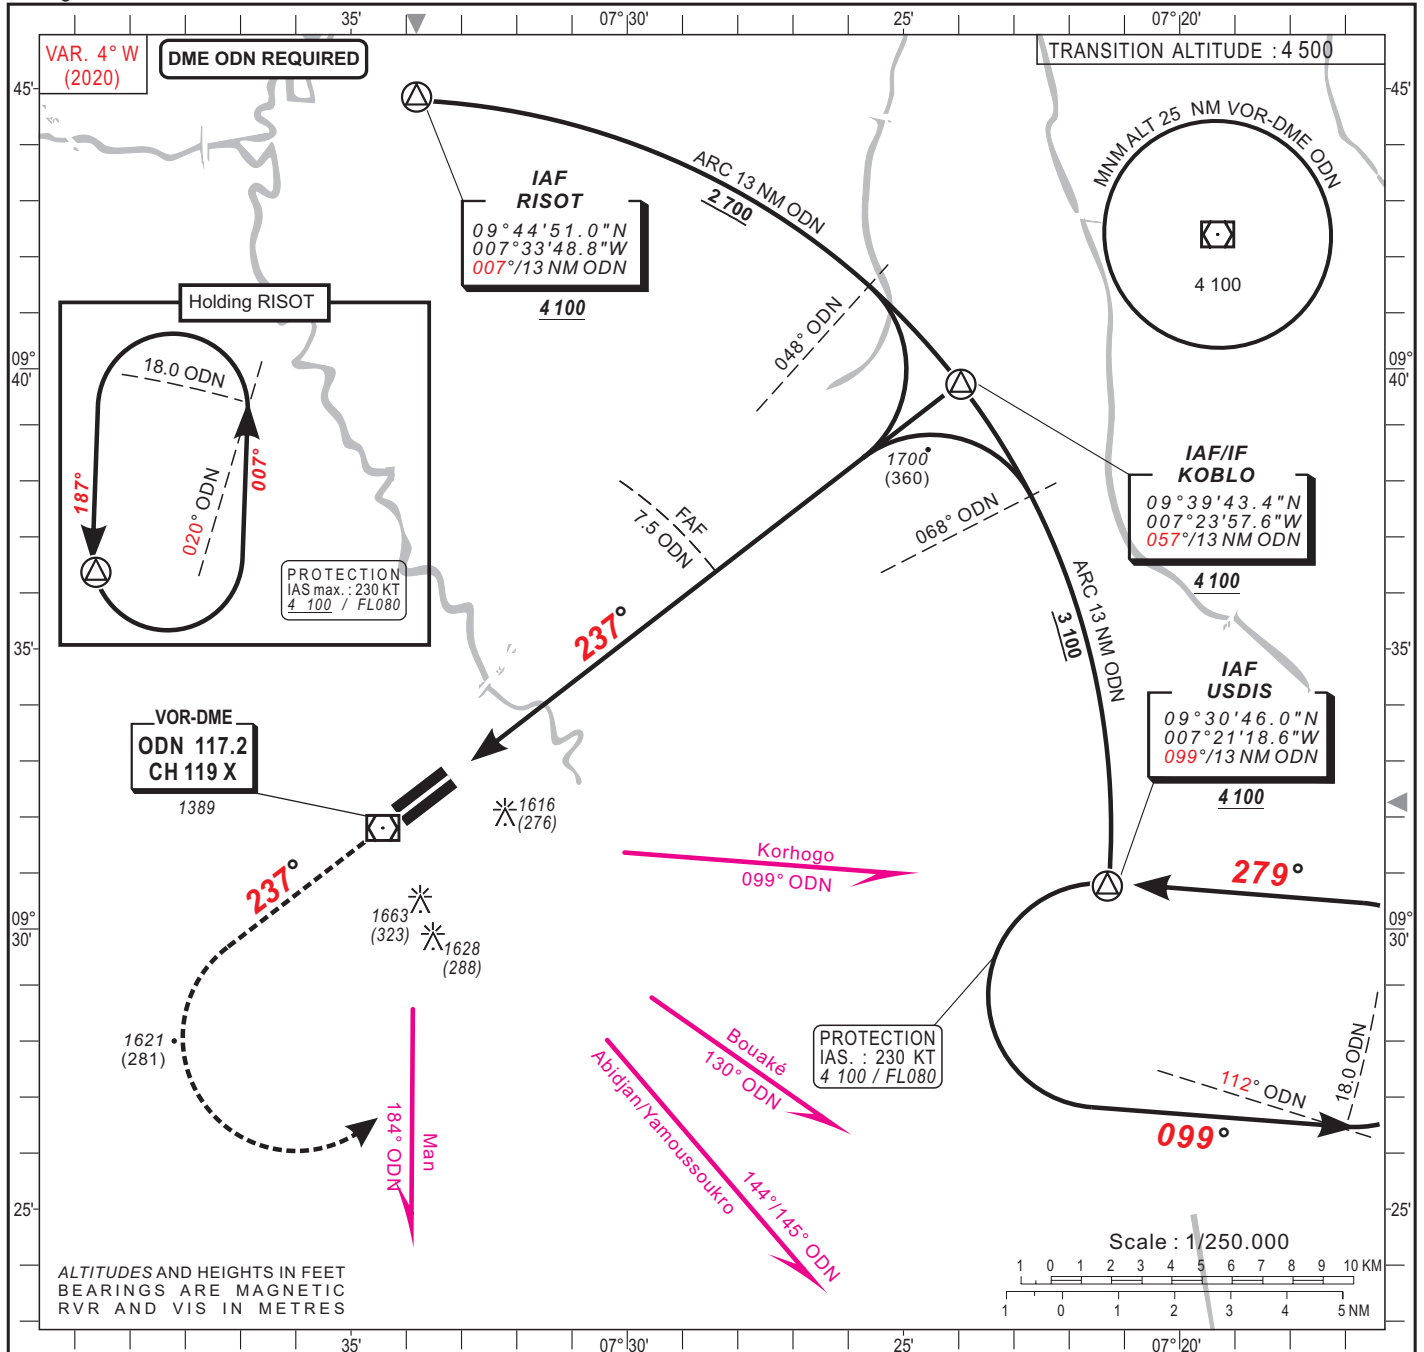 35'
07°30'
25'
07°20'
VAR. 4° W
(2020)
DME ODN REQUIRED
TRANSITION ALTITUDE : 4 500
45'
45'
MNM ALT 25 NM VOR-DME ODN
4 100
ARC 13 NM ODN
2 700
IAF
RISOT
09°44'51.0"N
007°33'48.8"W
007°/13 NM ODN
4 100
Holding RISOT
18.0 ODN
187°
020° ODN
007°
PROTECTION
IAS max. : 230 KT
4 100 / FL080
048° ODN
09°
40'
09°
40'
1700
(360)
IAF/IF
KOBLO
09°39'43.4"N
007°23'57.6"W
057°/13 NM ODN
4 100
FAF
7.5 ODN
068° ODN
237°
ARC 13 NM ODN
3 100
35'
35'
IAF
USDIS
09°30'46.0"N
007°21'18.6"W
099°/13 NM ODN
4 100
VOR-DME
ODN 117.2
CH 119 X
1389
1616
(276)
Korhogo
099° ODN
279°
237°
1663
(323)
1628
(288)
09°
30'
09°
30'
1621
(281)
Man
184° ODN
Bouaké
130° ODN
Abidjan/Yamoussoukro
144°/145° ODN
PROTECTION
IAS. : 230 KT
4 100 / FL080
18.0 ODN
112° ODN
099°
25'
25'
ALTITUDES AND HEIGHTS IN FEET
BEARINGS ARE MAGNETIC
RVR AND VIS IN METRES
Scale : 1/250.000
1 0 1 2 3 4 5 6 7 8 9 10 KM
1 0 1 2 3 4 5 NM
35'
07°30'
25'
07°20'